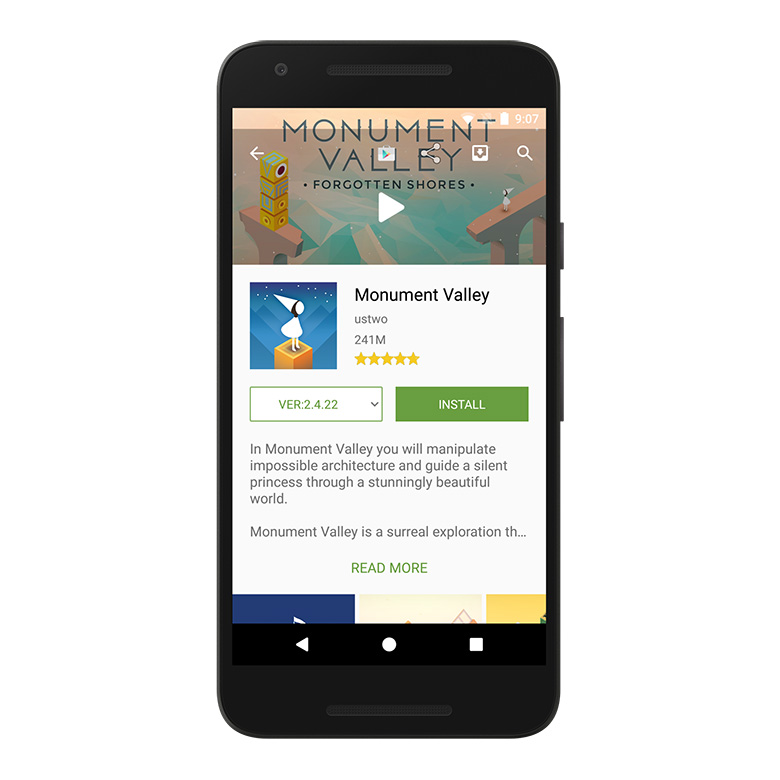 9:07
MONUMENT
VALLEY
• FORGOTTEN SHORES •
Monument Valley
ustwo
241M
VER:2.4.22
INSTALL
In Monument Valley you will manipulate
impossible architecture and guide a silent
princess through a stunningly beautiful
world.
Monument Valley is a surreal exploration th...
READ MORE